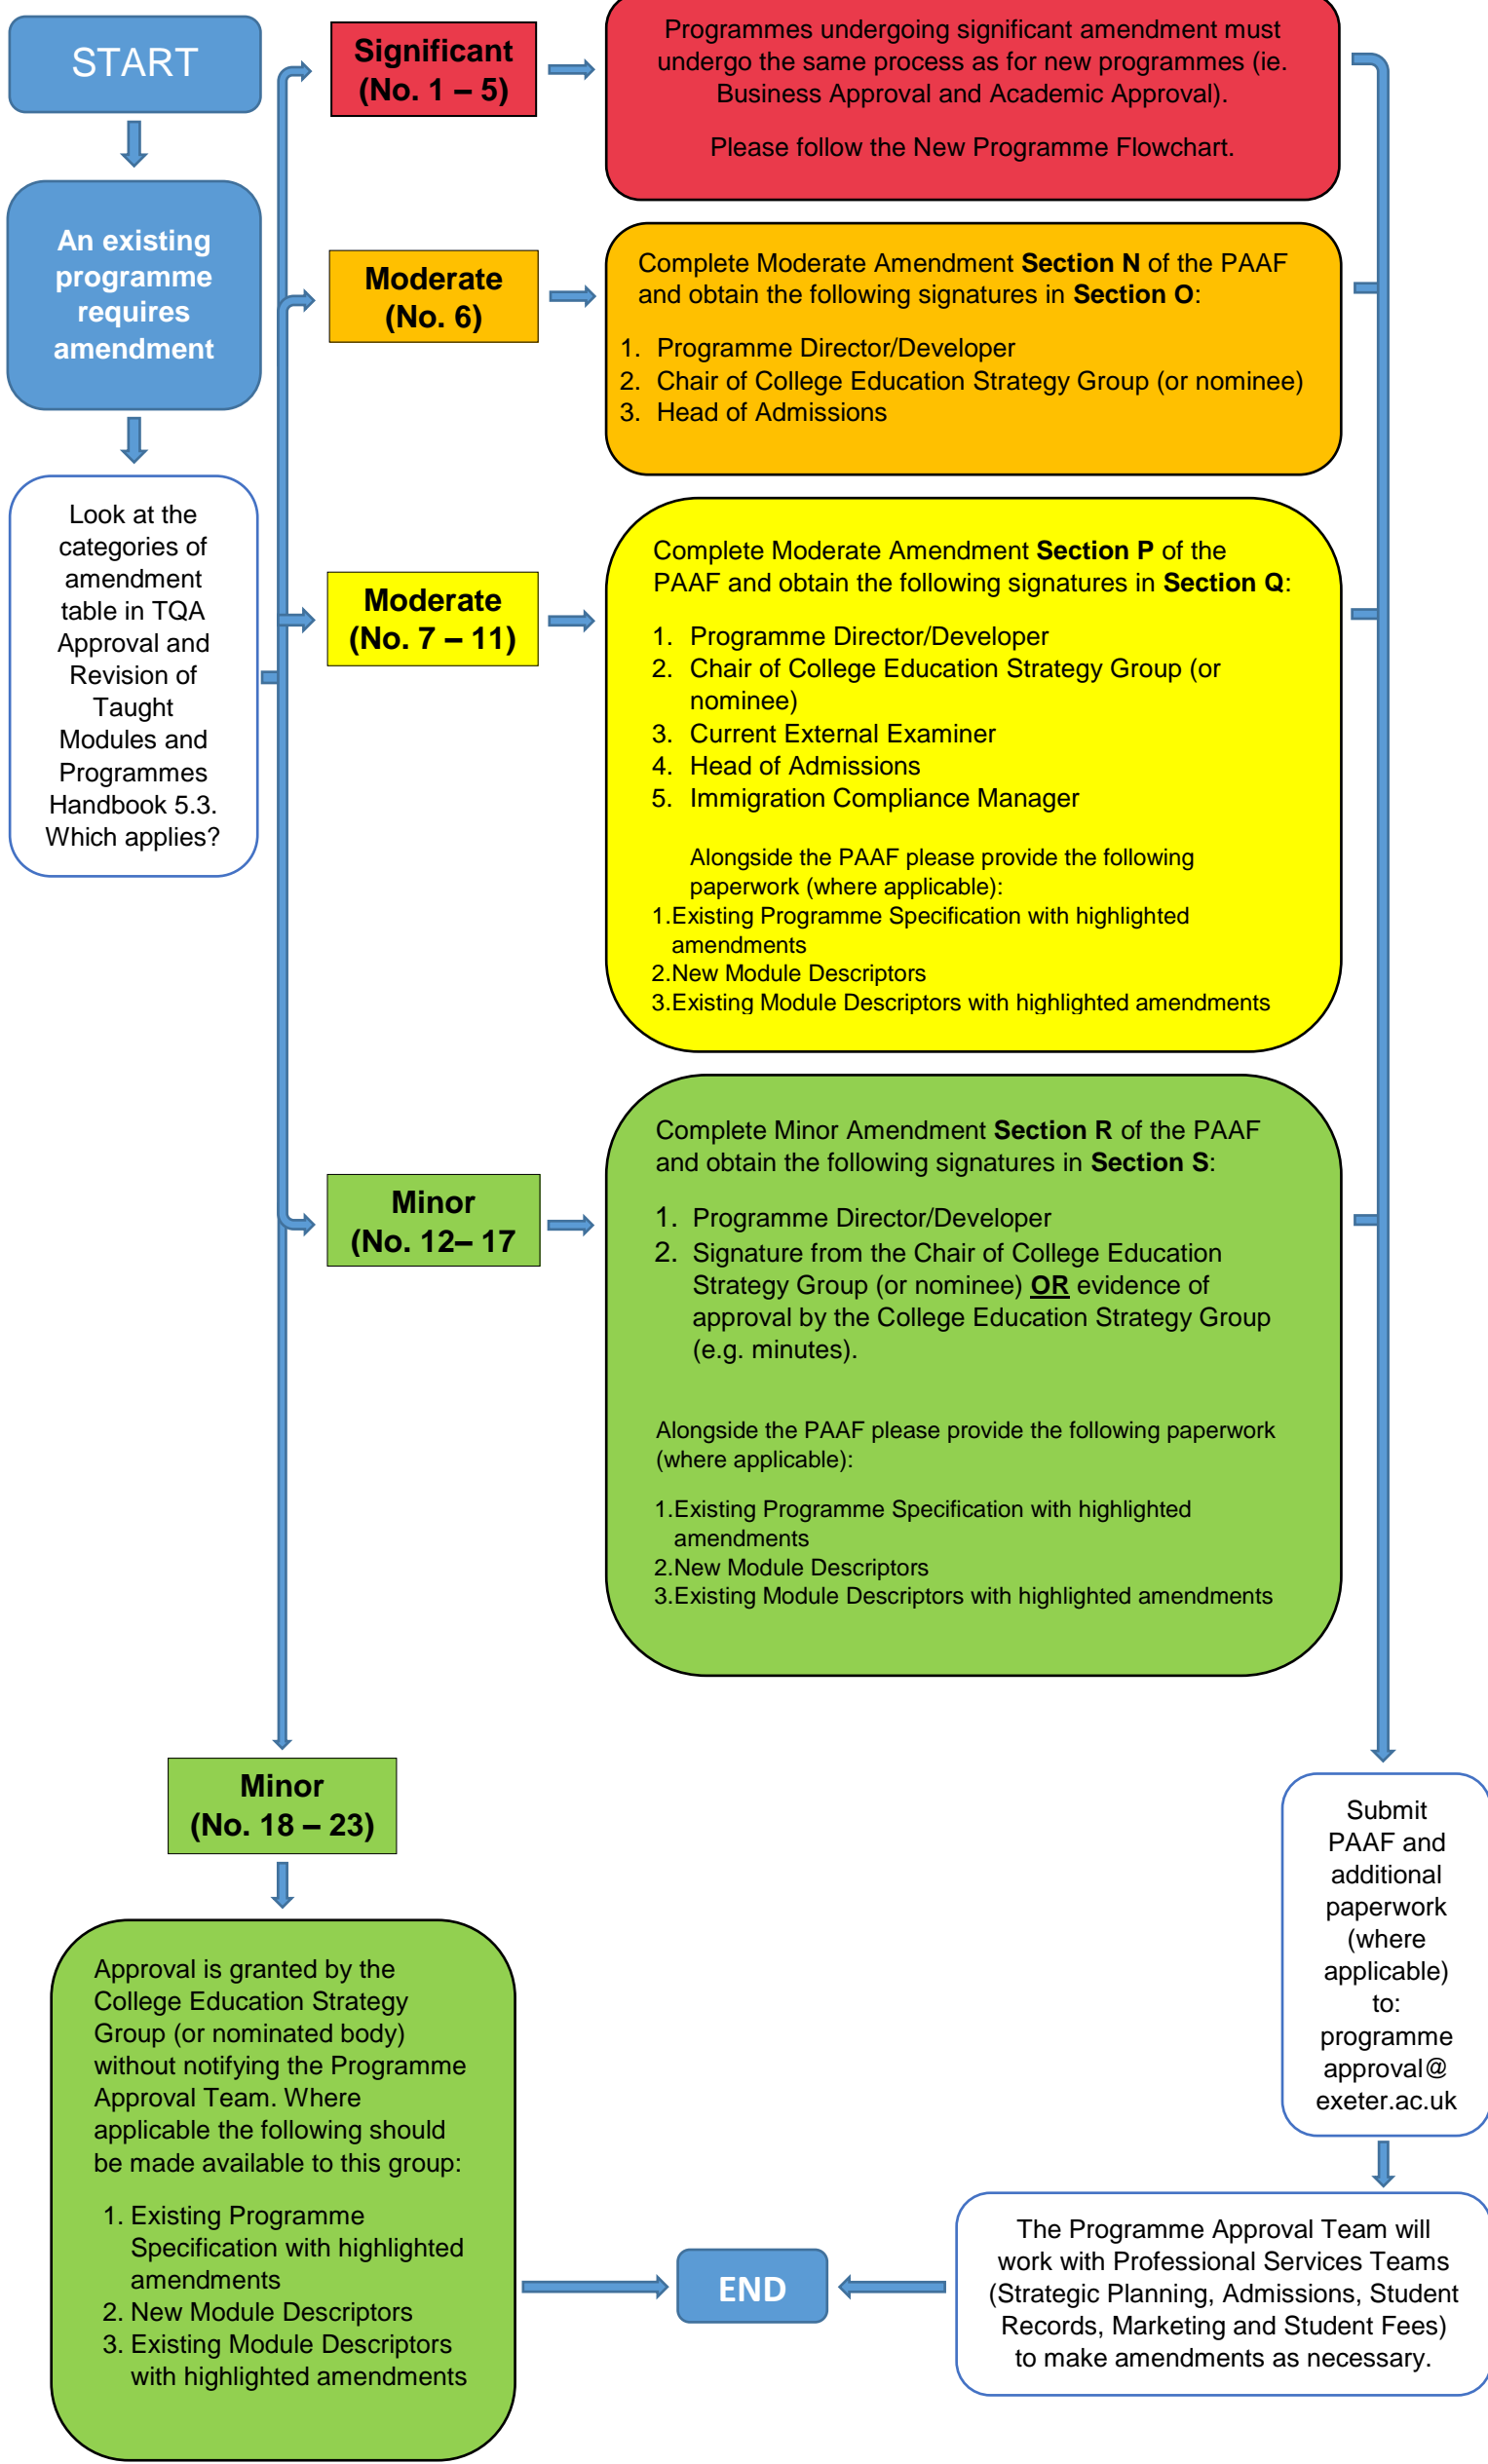 START
An existing
programme
requires
amendment
Look at the
categories of
amendment
table in TQA
Approval and
Revision of
Taught
Modules and
Programmes
Handbook 5.3.
Which applies?
Significant
(No. 1 – 5)
Programmes undergoing significant amendment must
undergo the same process as for new programmes (ie.
Business Approval and Academic Approval).
Please follow the New Programme Flowchart.
Moderate
(No. 6)
Complete Moderate Amendment Section N of the PAAF
and obtain the following signatures in Section O:
1. Programme Director/Developer
2. Chair of College Education Strategy Group (or nominee)
3. Head of Admissions
Moderate
(No. 7 – 11)
Complete Moderate Amendment Section P of the
PAAF and obtain the following signatures in Section Q:
1. Programme Director/Developer
2. Chair of College Education Strategy Group (or
nominee)
3. Current External Examiner
4. Head of Admissions
5. Immigration Compliance Manager
Alongside the PAAF please provide the following
paperwork (where applicable):
1.Existing Programme Specification with highlighted
amendments
2.New Module Descriptors
3.Existing Module Descriptors with highlighted amendments
Minor
(No. 12– 17
Complete Minor Amendment Section R of the PAAF
and obtain the following signatures in Section S:
1. Programme Director/Developer
2. Signature from the Chair of College Education
Strategy Group (or nominee) OR evidence of
approval by the College Education Strategy Group
(e.g. minutes).
Alongside the PAAF please provide the following paperwork
(where applicable):
1.Existing Programme Specification with highlighted
amendments
2.New Module Descriptors
3.Existing Module Descriptors with highlighted amendments
Minor
(No. 18 – 23)
Approval is granted by the
College Education Strategy
Group (or nominated body)
without notifying the Programme
Approval Team. Where
applicable the following should
be made available to this group:
1. Existing Programme
Specification with highlighted
amendments
2. New Module Descriptors
3. Existing Module Descriptors
with highlighted amendments
Submit
PAAF and
additional
paperwork
(where
applicable)
to:
programme
approval@
exeter.ac.uk
The Programme Approval Team will
work with Professional Services Teams
(Strategic Planning, Admissions, Student
Records, Marketing and Student Fees)
to make amendments as necessary.
END